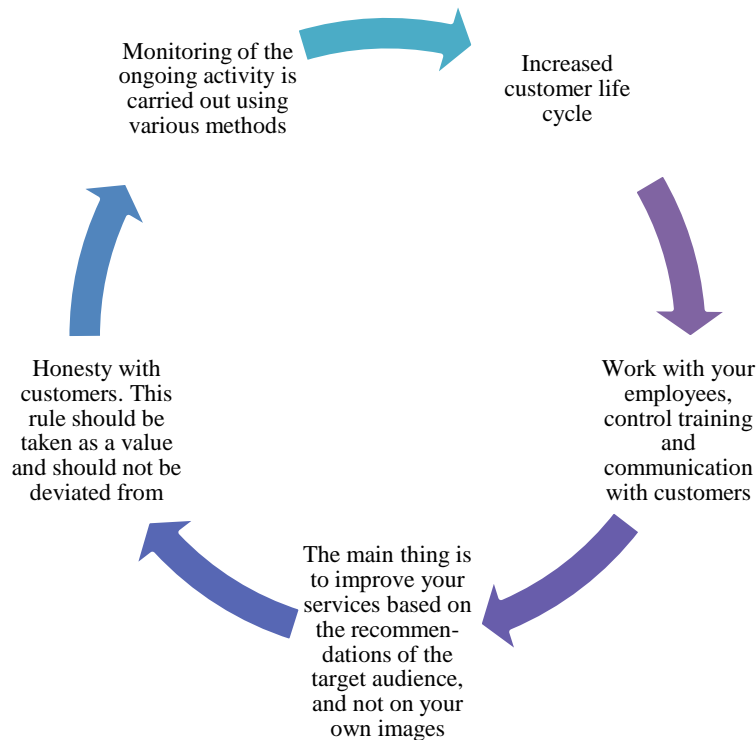 Monitoring of the
ongoing activity is
carried out using
various methods
Increased
customer life
cycle
Work with your
employees,
control training
and
communication
with customers
The main thing is
to improve your
services based on
the recommen-
dations of the
target audience,
and not on your
own images
Honesty with
customers. This
rule should be
taken as a value
and should not be
deviated from